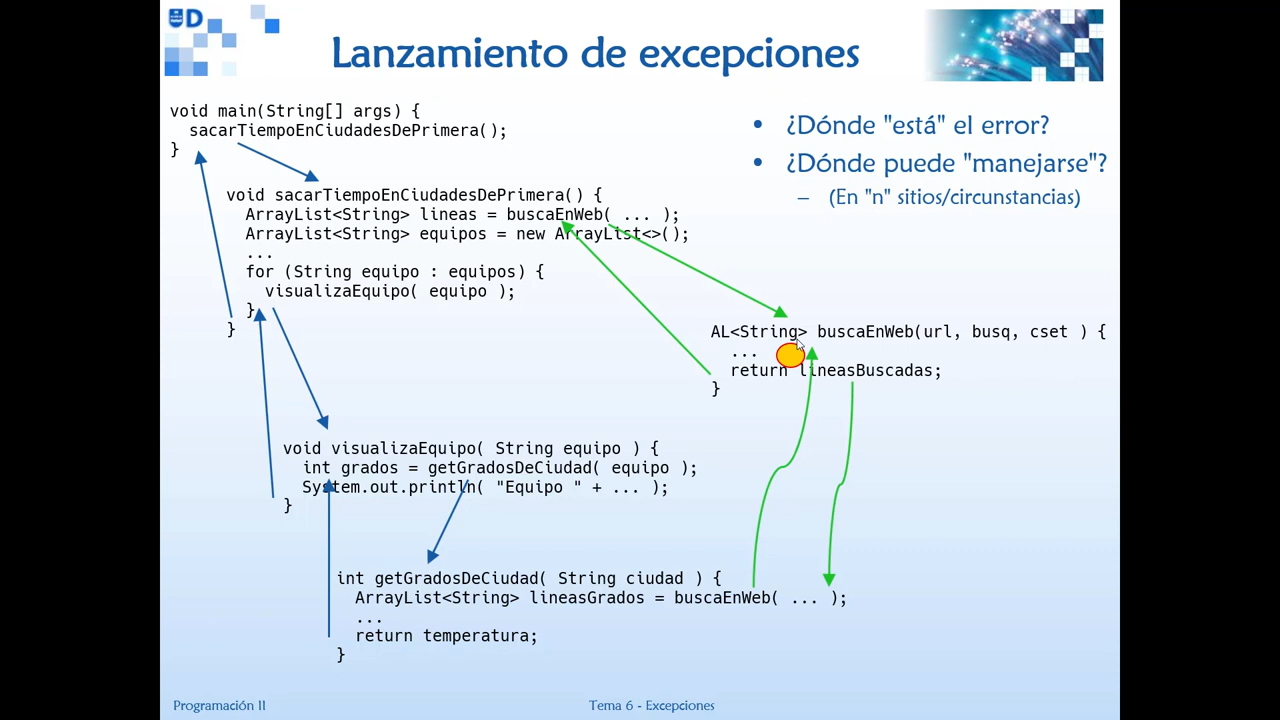 UD
Lanzamiento de excepciones
void main(String[] args) {
sacarTiempoEnCiudadesDePrimera();
}
• ¿Dónde "está" el error?
• ¿Dónde puede "manejarse"?
– (En "n" sitios/circunstancias)
void sacarTiempoEnCiudadesDePrimera() {
ArrayList<String> lineas = buscaEnWeb( ... );
ArrayList<String> equipos = new ArrayList<>();
...
for (String equipo : equipos) {
visualizaEquipo( equipo );
}
}
AL<String> buscaEnWeb(url, busq, cset ) {
...
return lineasBuscadas;
}
void visualizaEquipo( String equipo ) {
int grados = getGradosDeCiudad( equipo );
System.out.println( "Equipo " + ... );
}
int getGradosDeCiudad( String ciudad ) {
ArrayList<String> lineasGrados = buscaEnWeb( ... );
...
return temperatura;
}
Programación II
Tema 6 - Excepciones